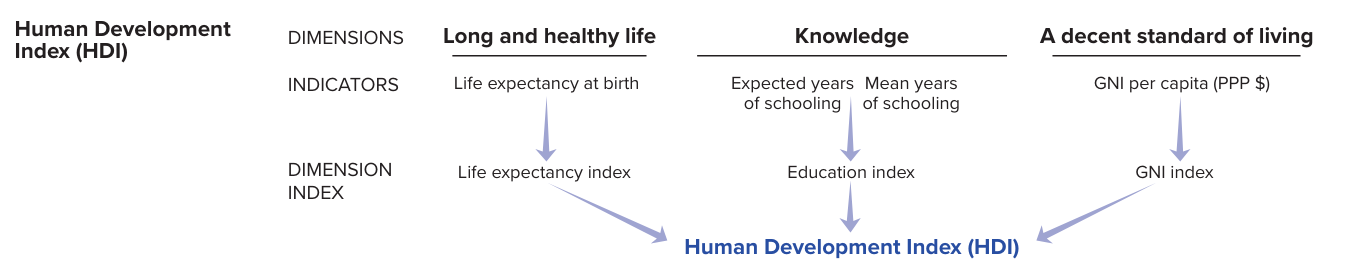 Human Development
Index (HDI)
DIMENSIONS
Long and healthy life
Knowledge
A decent standard of living
INDICATORS
Life expectancy at birth
Expected years
of schooling
Mean years
of schooling
GNI per capita (PPP $)
DIMENSION
INDEX
Life expectancy index
Education index
GNI index
Human Development Index (HDI)